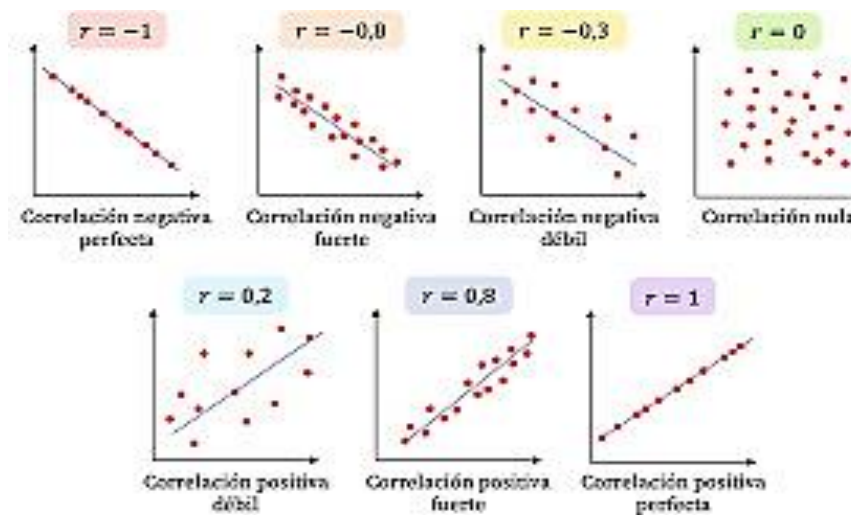 r = −1
r = −0,8
r = −0,3
r = 0
Correlación negativa
perfecta
Correlación negativa
fuerte
Correlación negativa
débil
Correlación nula
r = 0,2
r = 0,8
r = 1
Correlación positiva
débil
Correlación positiva
fuerte
Correlación positiva
perfecta